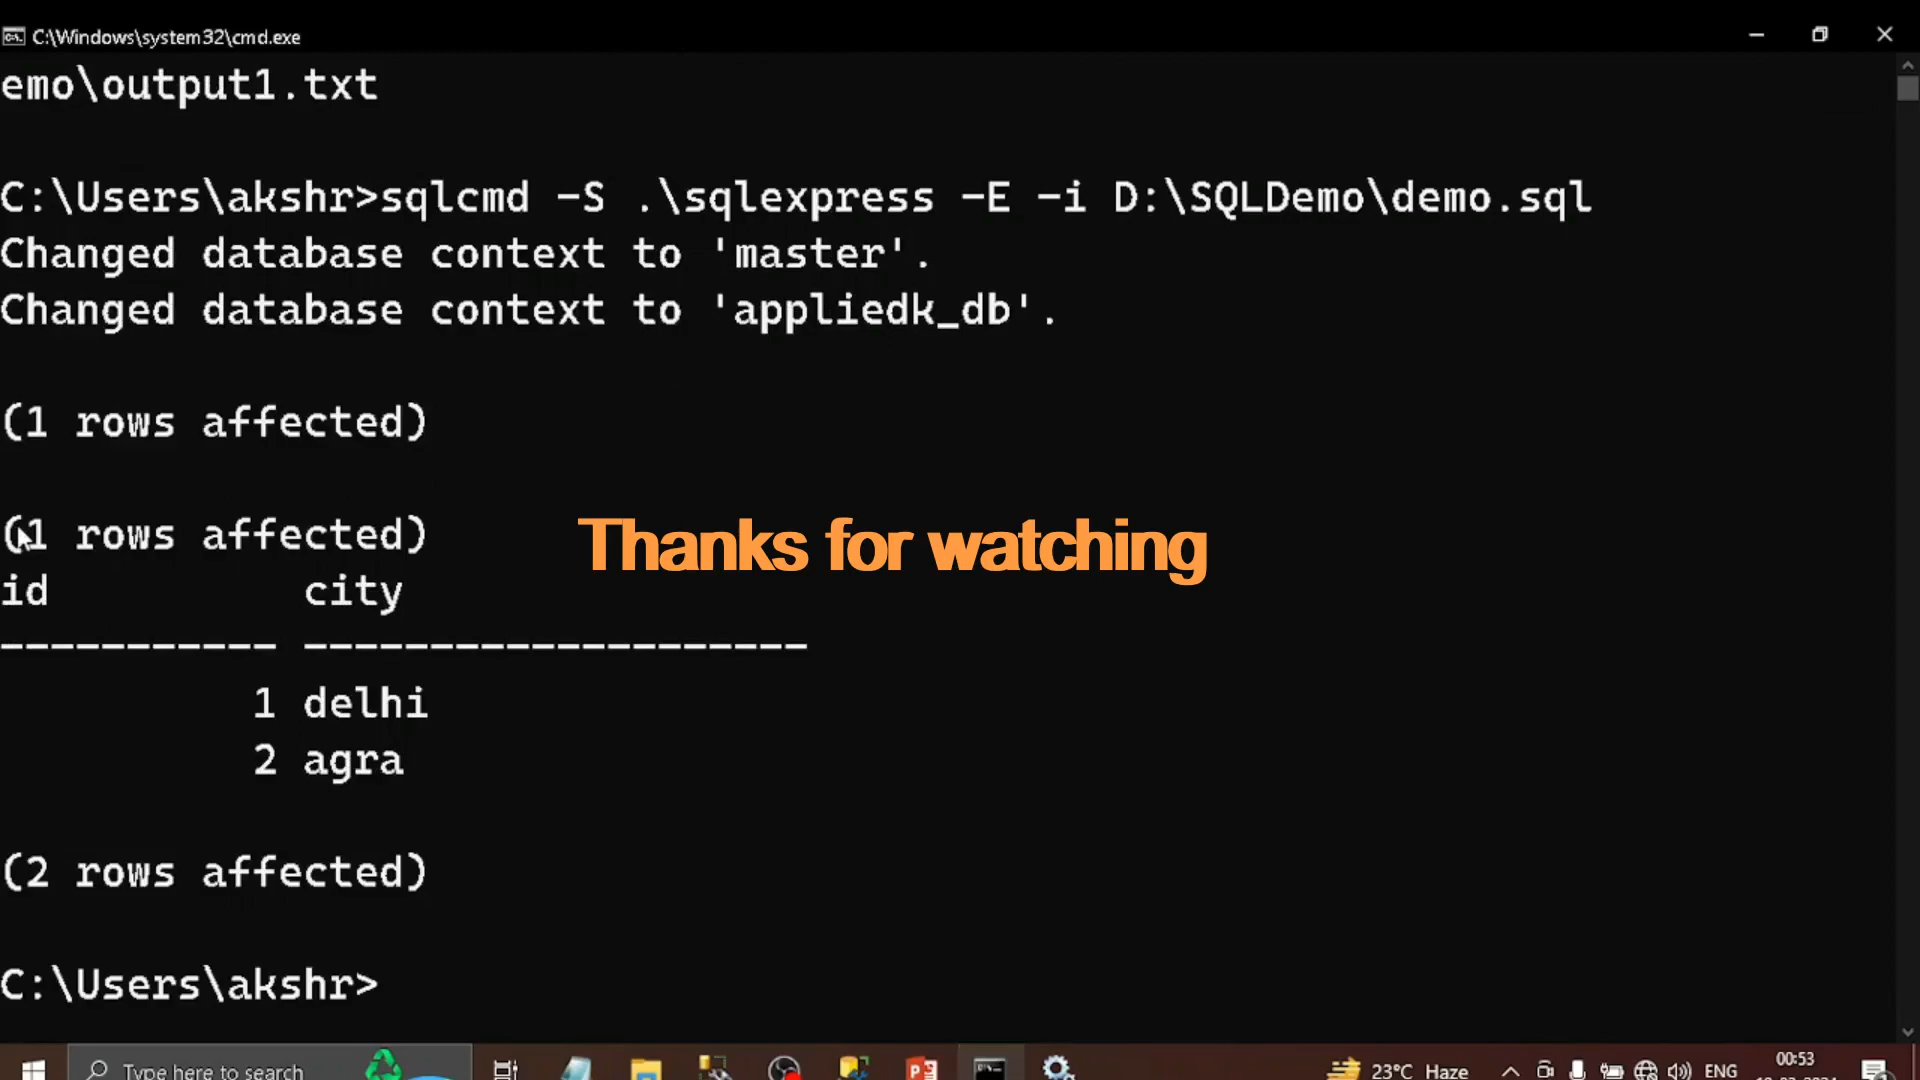 C:\Windows\system32\cmd.exe
emo\output1.txt
C:\Users\akshr>sqlcmd -S .\sqlexpress -E -i D:\SQLDemo\demo.sql
Changed database context to 'master'.
Changed database context to 'appliedk_db'.
(1 rows affected)
(1 rows affected)
Thanks for watching
id city
----------- --------------------
1 delhi
2 agra
(2 rows affected)
C:\Users\akshr>
Type here to search
23°C Haze
ENG
00:53